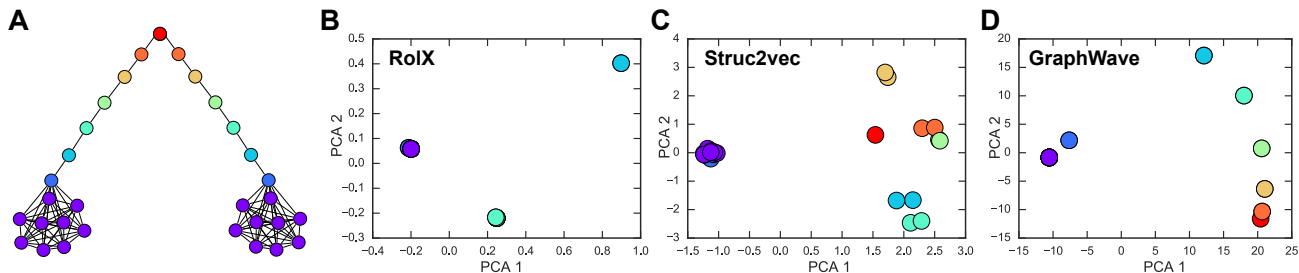 A
B
RolX
PCA 2
0.5
0.4
0.3
0.2
0.1
0.0
−0.1
−0.2
−0.3
−0.4 −0.2 0.0 0.2 0.4 0.6 0.8 1.0
PCA 1
C
Struc2vec
PCA 2
4
3
2
1
0
−1
−2
−3
−1.5 −1.0 −0.5 0.0 0.5 1.0 1.5 2.0 2.5 3.0
PCA 1
D
GraphWave
PCA 2
20
15
10
5
0
−5
−10
−15
−15 −10 −5 0 5 10 15 20 25
PCA 1